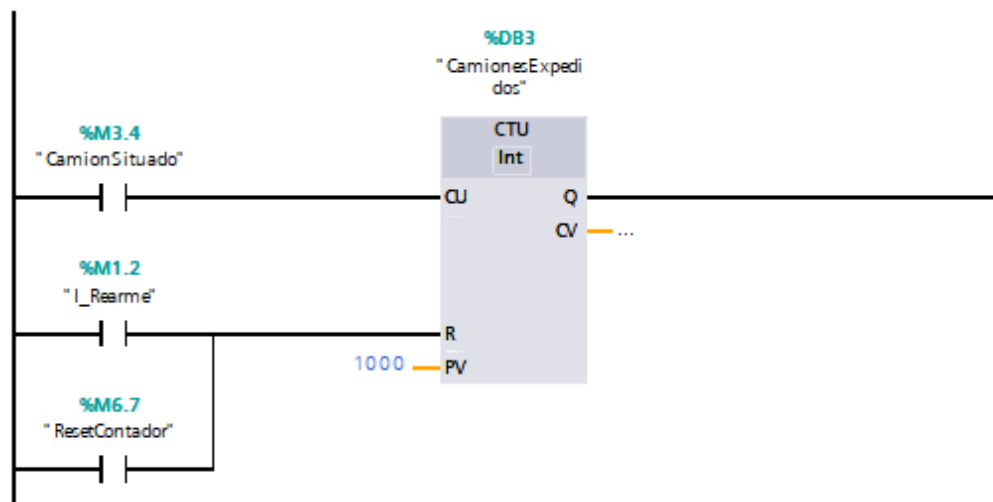 %DB3
"CamionesExpedi
dos"
CTU
Int
%M3.4
"CamionSituado"
CU
Q
CV
...
%M1.2
"I_Rearme"
R
1000
PV
%M6.7
"ResetContador"